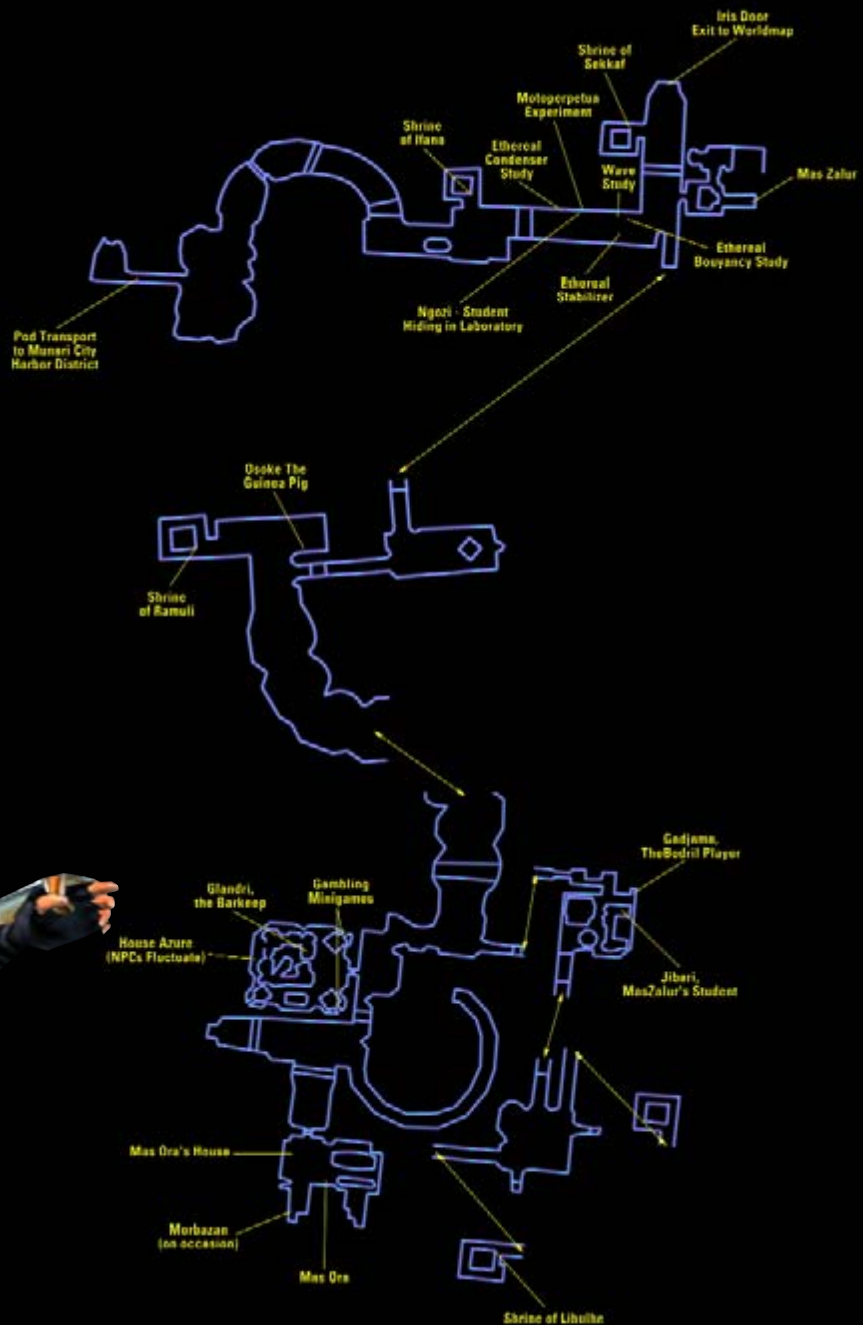 Iris Door
Exit to Worldmap
Shrine of
Sekkaf
Motoperpetua
Experiment
Shrine
of Ifana
Ethereal
Condenser
Study
Wave
Study
Mas Zalur
Ethereal
Bouyancy Study
Ethereal
Stabilizer
Ngozi - Student
Hiding in Laboratory
Pod Transport
to Munari City
Harbor District
Osoke The
Guinea Pig
Shrine
of Ramuli
Gadjama,
TheBodril Player
Glandri,
the Barkeep
Gambling
Minigames
House Azure
(NPCs Fluctuate)
Jibari,
MasZalur's Student
Mas Ora's House
Morbazan
(on occasion)
Mas Ora
Shrine of Libulhe